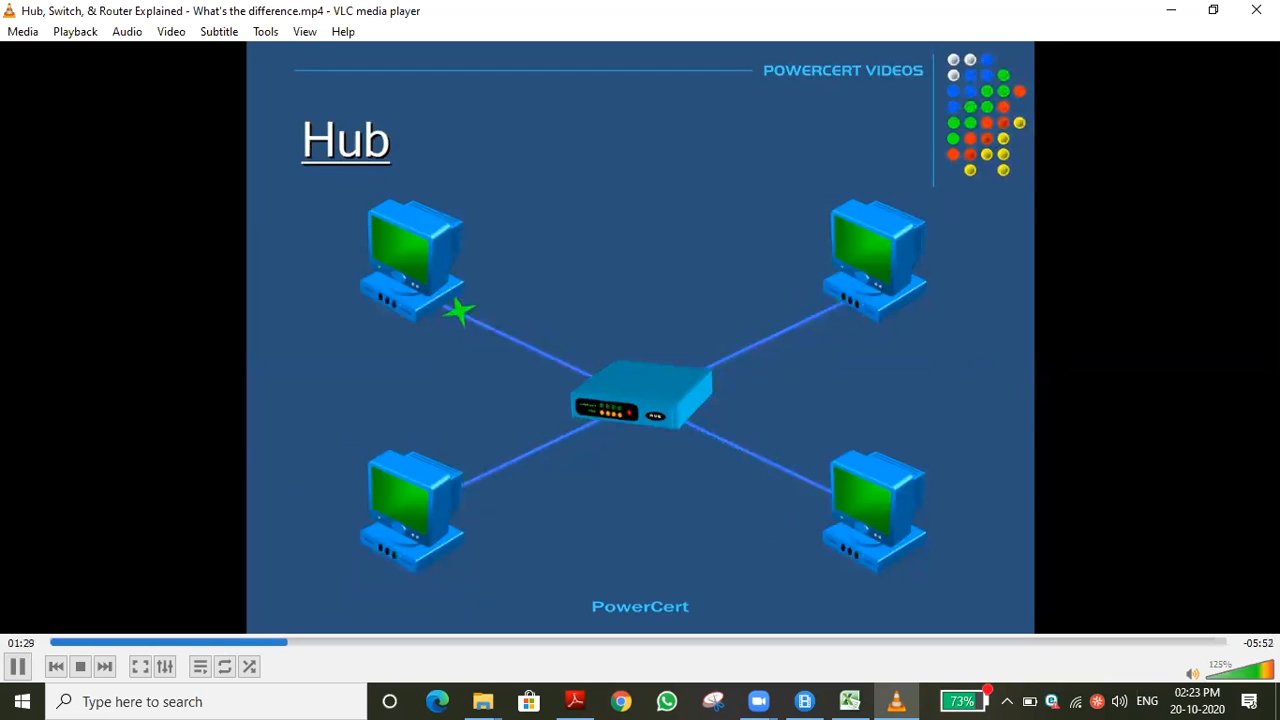 Hub, Switch, & Router Explained - What's the difference.mp4 - VLC media player
Media Playback Audio Video Subtitle Tools View Help
POWERCERT VIDEOS
Hub
HUB
PowerCert
01:29
-05:52
125%
Type here to search
73%
ENG
02:23 PM
20-10-2020